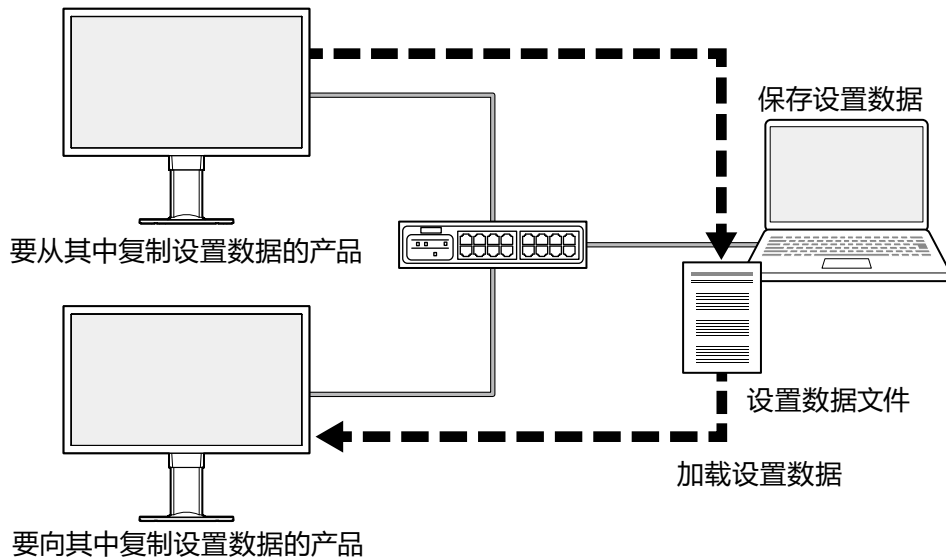 保存设置数据
要从其中复制设置数据的产品
设置数据文件
加载设置数据
要向其中复制设置数据的产品